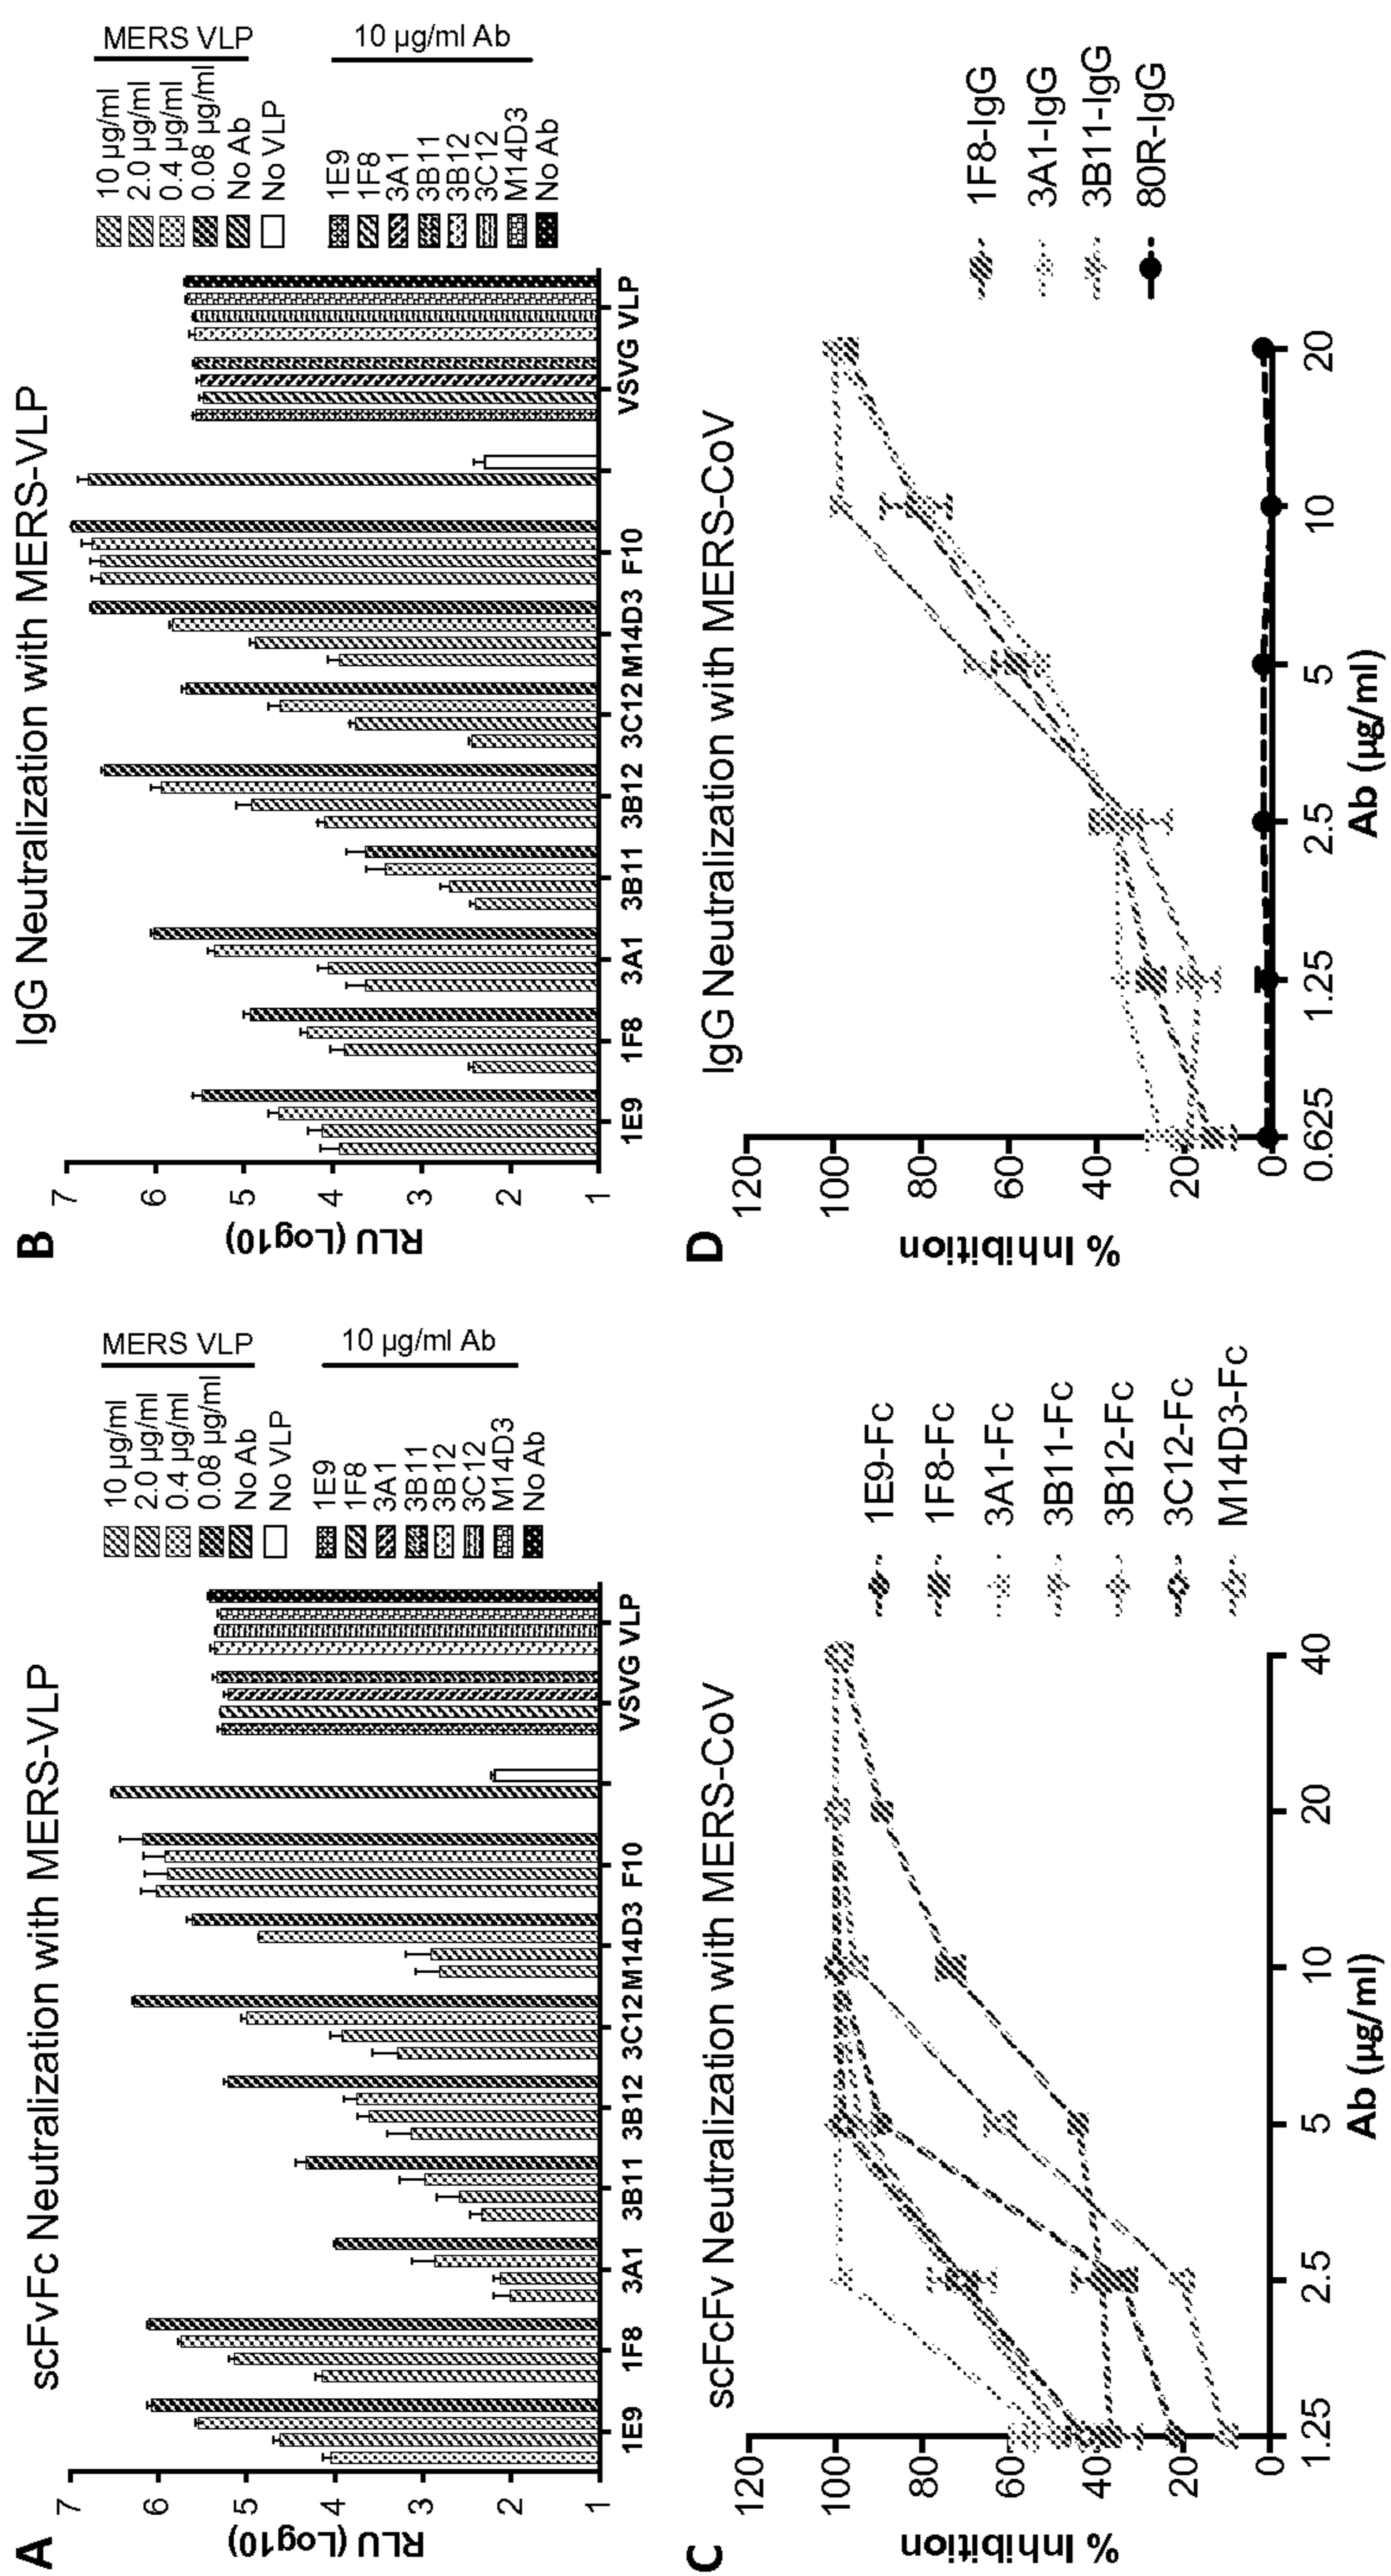 A
scFvFc Neutralization with MERS-VLP
RLU (Log10)
7
6
5
4
3
2
1
1E9
1F8
3A1
3B11
3B12
3C12
M14D3
F10
VSVG VLP
10 µg/ml
2.0 µg/ml
0.4 µg/ml
0.08 µg/ml
No Ab
No VLP
MERS VLP
1E9
1F8
3A1
3B11
3B12
3C12
M14D3
No Ab
10 µg/ml Ab
B
IgG Neutralization with MERS-VLP
RLU (Log10)
7
6
5
4
3
2
1
1E9
1F8
3A1
3B11
3B12
3C12
M14D3
F10
VSVG VLP
10 µg/ml
2.0 µg/ml
0.4 µg/ml
0.08 µg/ml
No Ab
No VLP
MERS VLP
1E9
1F8
3A1
3B11
3B12
3C12
M14D3
No Ab
10 µg/ml Ab
C
scFcFv Neutralization with MERS-CoV
% Inhibition
120
100
80
60
40
20
0
1.25
2.5
5
10
20
40
Ab (µg/ml)
1E9-Fc
1F8-Fc
3A1-Fc
3B11-Fc
3B12-Fc
3C12-Fc
M14D3-Fc
D
IgG Neutralization with MERS-CoV
% Inhibition
120
100
80
60
40
20
0
0.625
1.25
2.5
5
10
20
Ab (µg/ml)
1F8-IgG
3A1-IgG
3B11-IgG
80R-IgG